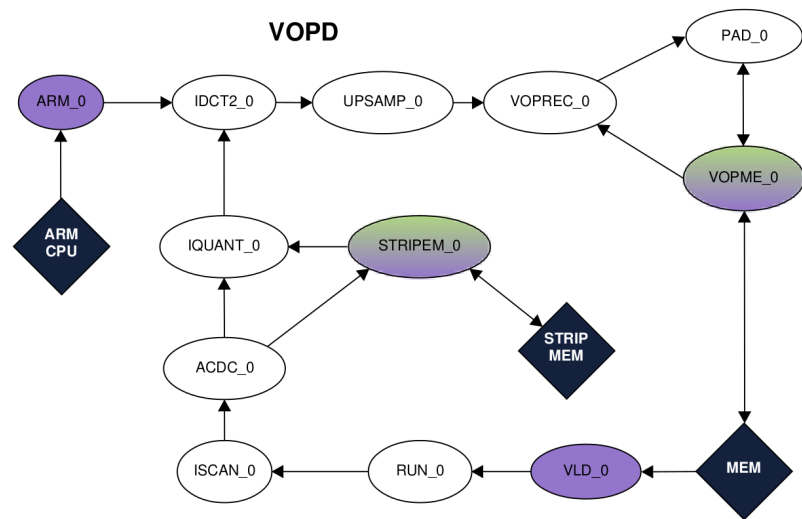 VOPD
PAD_0
ARM_0
IDCT2_0
UPSAMP_0
VOPREC_0
VOPME_0
ARM
CPU
IQUANT_0
STRIPEM_0
STRIP
MEM
ACDC_0
ISCAN_0
RUN_0
VLD_0
MEM